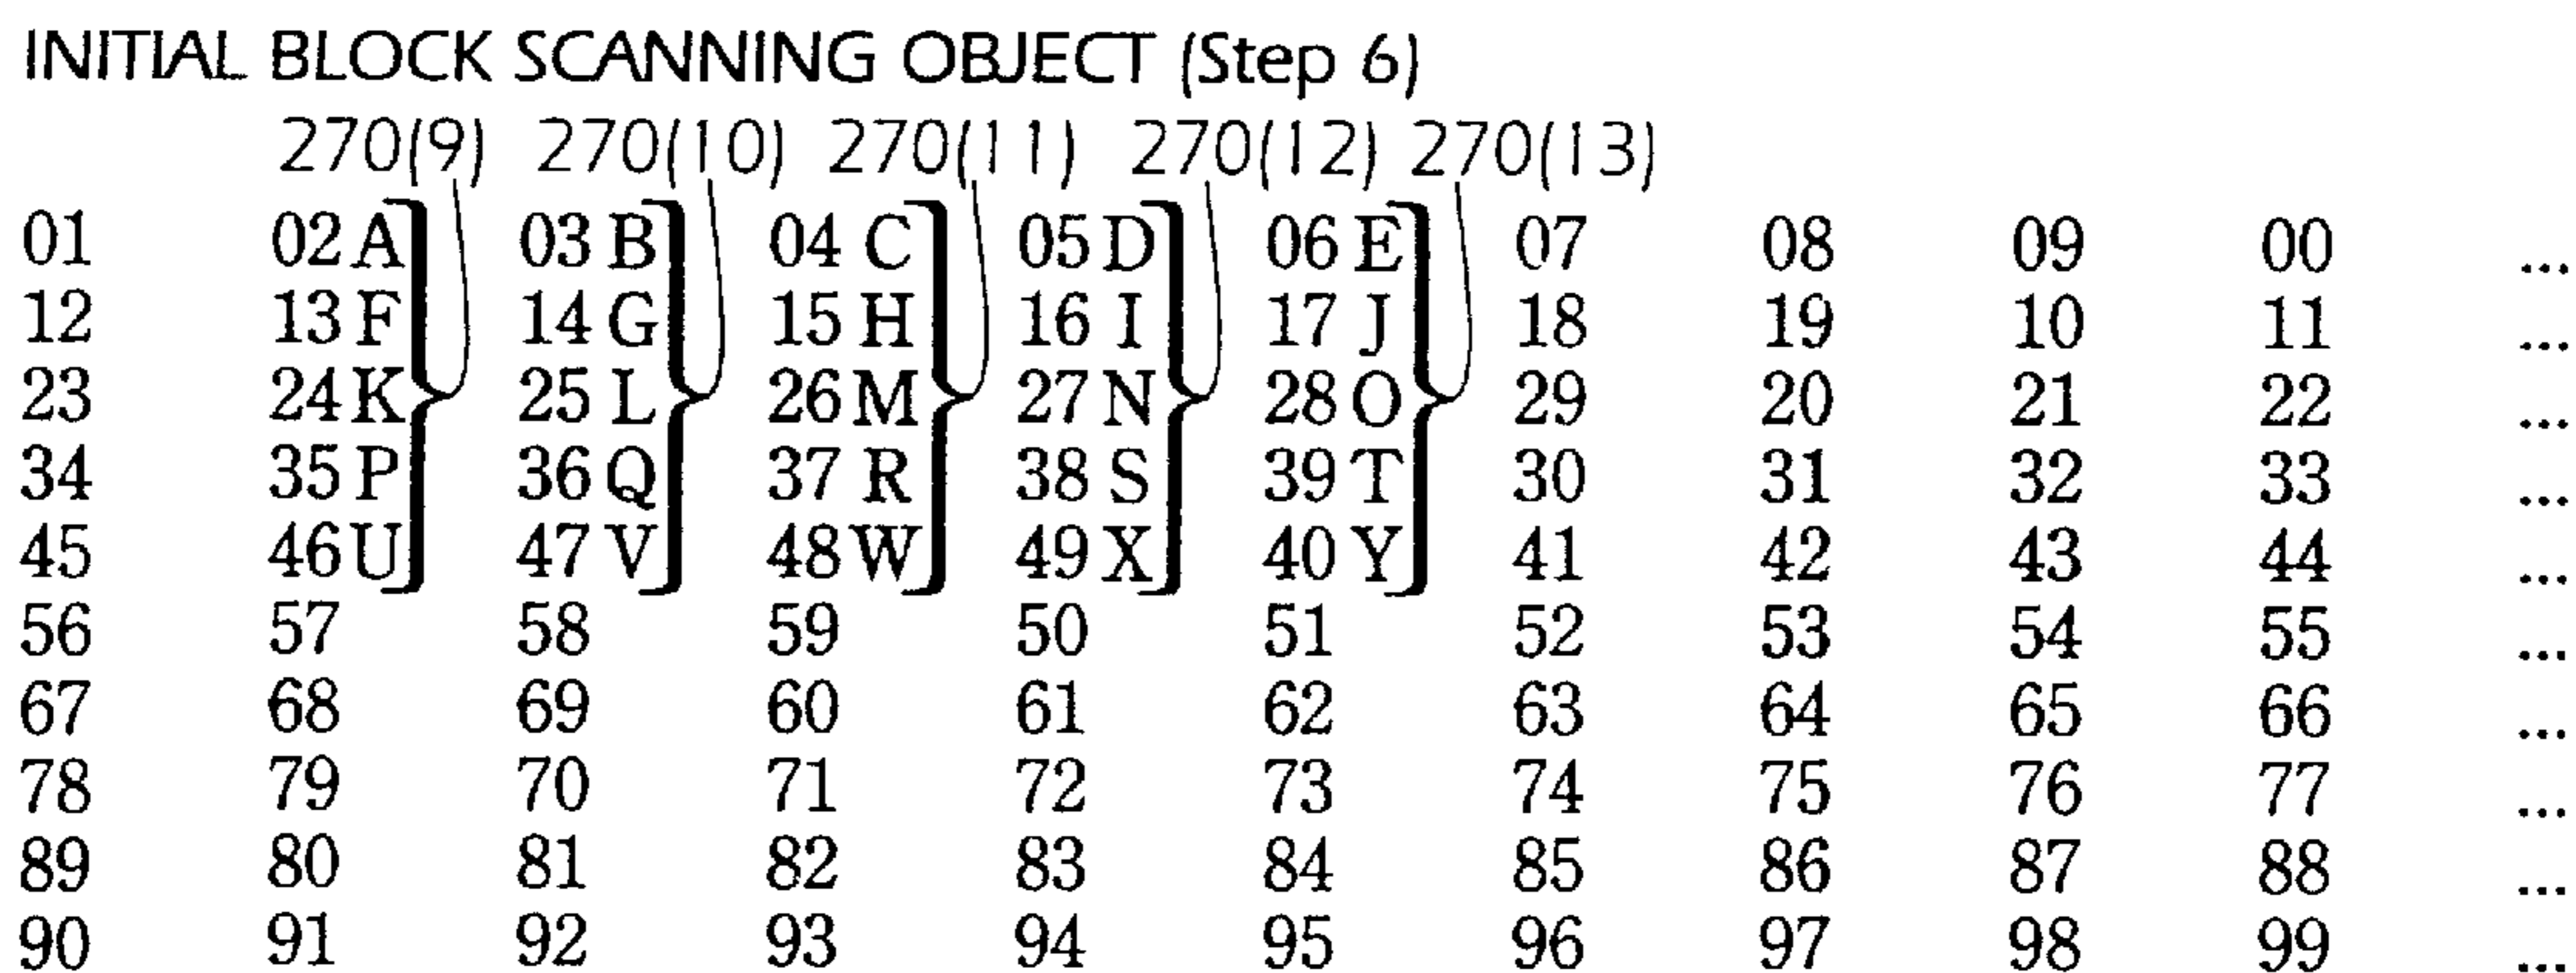 INITIAL BLOCK SCANNING OBJECT (Step 6)
270(9) 270(10) 270(11) 270(12) 270(13)
01 02 A 03 B 04 C 05 D 06 E 07 08 09 00 ...
12 13 F 14 G 15 H 16 I 17 J 18 19 10 11 ...
23 24 K 25 L 26 M 27 N 28 O 29 20 21 22 ...
34 35 P 36 Q 37 R 38 S 39 T 30 31 32 33 ...
45 46 U 47 V 48 W 49 X 40 Y 41 42 43 44 ...
56 57 58 59 50 51 52 53 54 55 ...
67 68 69 60 61 62 63 64 65 66 ...
78 79 70 71 72 73 74 75 76 77 ...
89 80 81 82 83 84 85 86 87 88 ...
90 91 92 93 94 95 96 97 98 99 ...